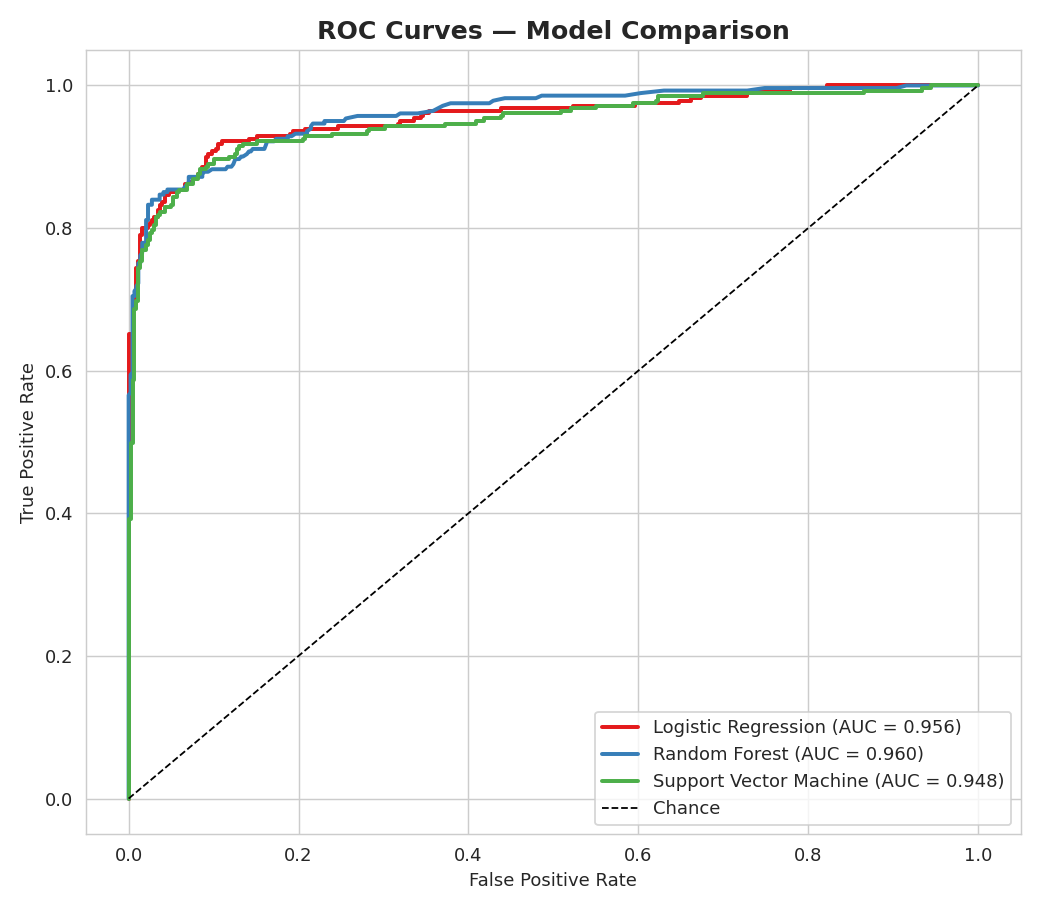 ROC Curves — Model Comparison
True Positive Rate
1.0
0.8
0.6
0.4
0.2
0.0
0.0
0.2
0.4
0.6
0.8
1.0
False Positive Rate
Logistic Regression (AUC = 0.956)
Random Forest (AUC = 0.960)
Support Vector Machine (AUC = 0.948)
Chance